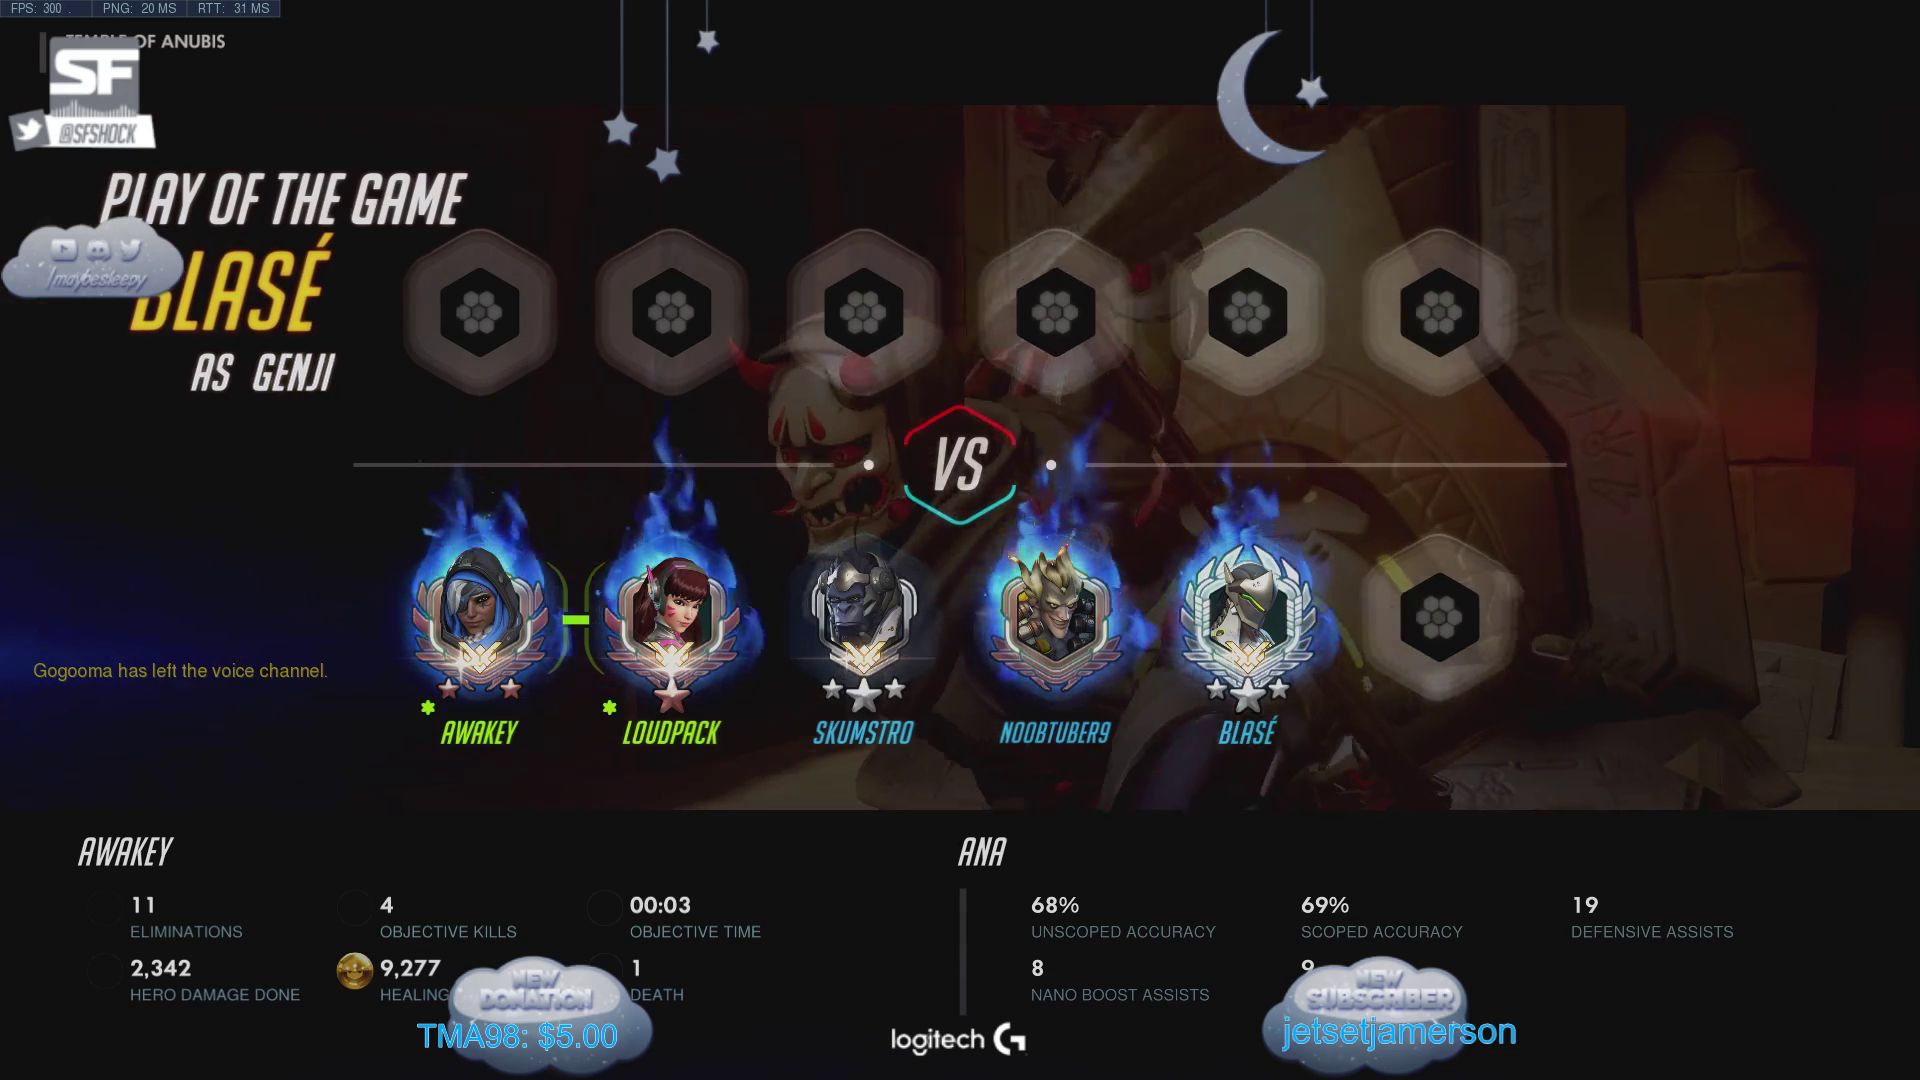 FPS: 300 . PNG: 20 MS RTT: 31 MS
TEMPLE OF ANUBIS
SF
@SFSHOCK
PLAY OF THE GAME
/maybesleepy
BLASÉ
AS GENJI
VS
Gogooma has left the voice channel.
AWAKEY LOUDPACK SKUMSTRO NOOBTUBER9 BLASÉ
AWAKEY
ANA
11 4 00:03 68% 69% 19
ELIMINATIONS OBJECTIVE KILLS OBJECTIVE TIME UNSCOPED ACCURACY SCOPED ACCURACY DEFENSIVE ASSISTS
2,342 9,277 1 8 9
HERO DAMAGE DONE HEALING DEATH NANO BOOST ASSISTS
NEW
DONATION
TMA98: $5.00
logitech G
NEW
SUBSCRIBER
jetsetjamerson